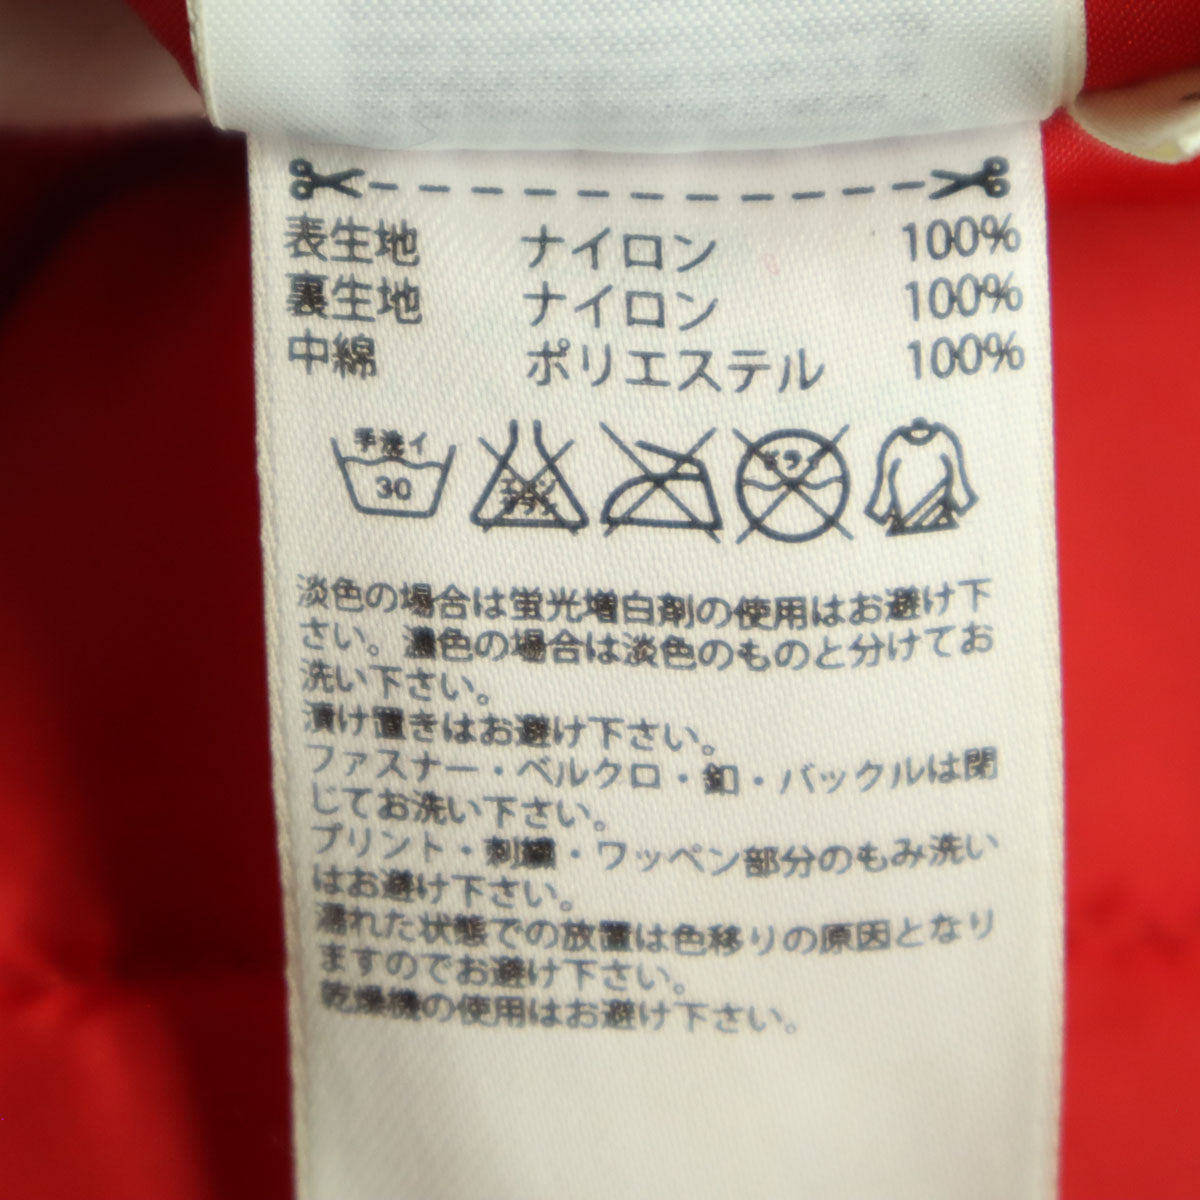 表生地 ナイロン 100%
裏生地 ナイロン 100%
中綿 ポリエステル 100%
手洗イ
30
エンソサラシ
ドライ
淡色の場合は蛍光増白剤の使用はお避け下
さい。濃色の場合は淡色のものと分けてお
洗い下さい。
漬け置きはお避け下さい。
ファスナー・ベルクロ・釦・バックルは閉
じてお洗い下さい。
プリント・刺繍・ワッペン部分のもみ洗い
はお避け下さい。
濡れた状態での放置は色移りの原因となり
ますのでお避け下さい。
乾燥機の使用はお避け下さい。